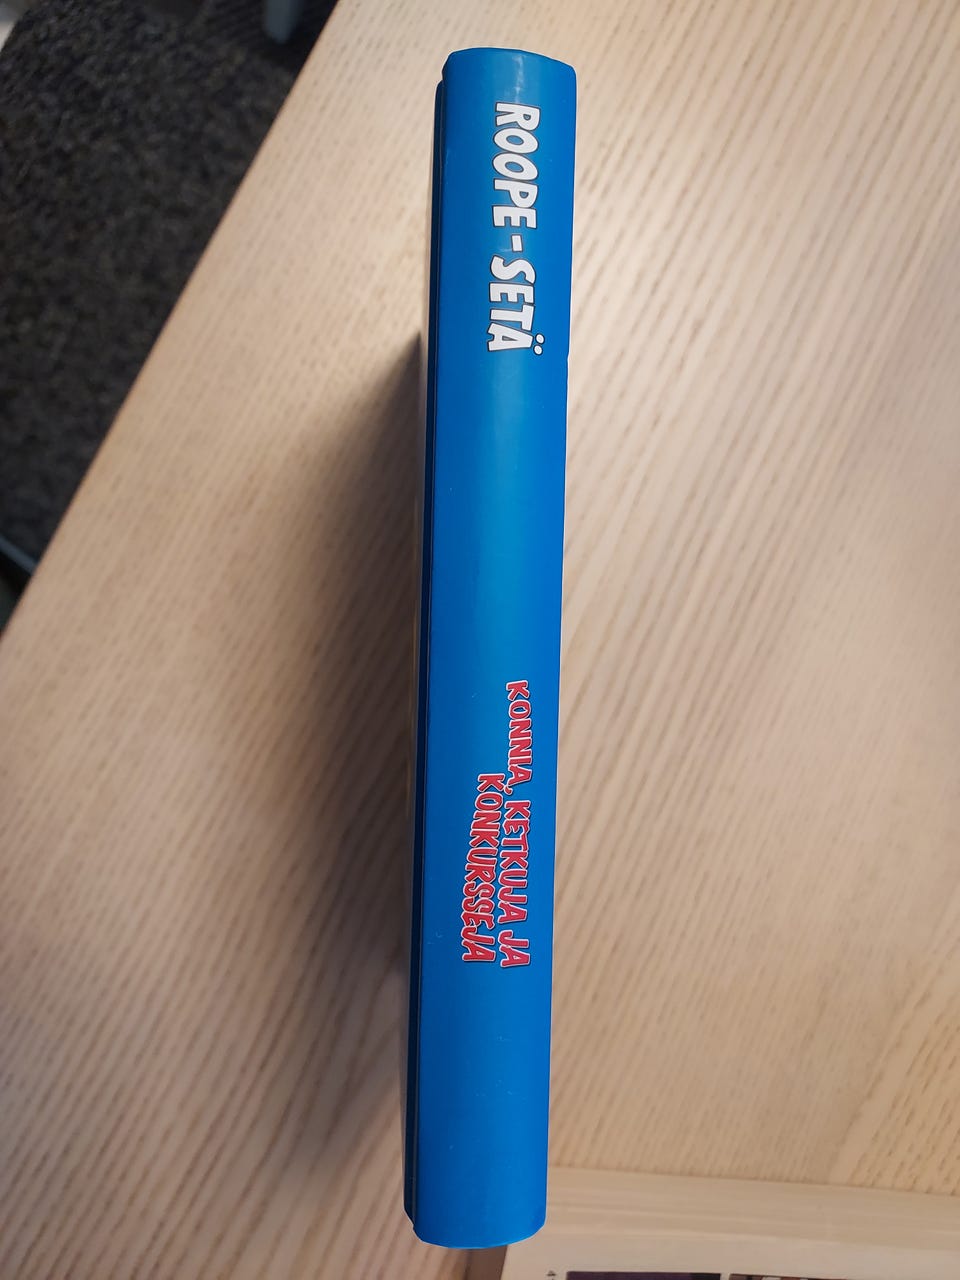 ROOPE-SETÄ
KONNIA, KETKUJA JA
KONKURSSEJA